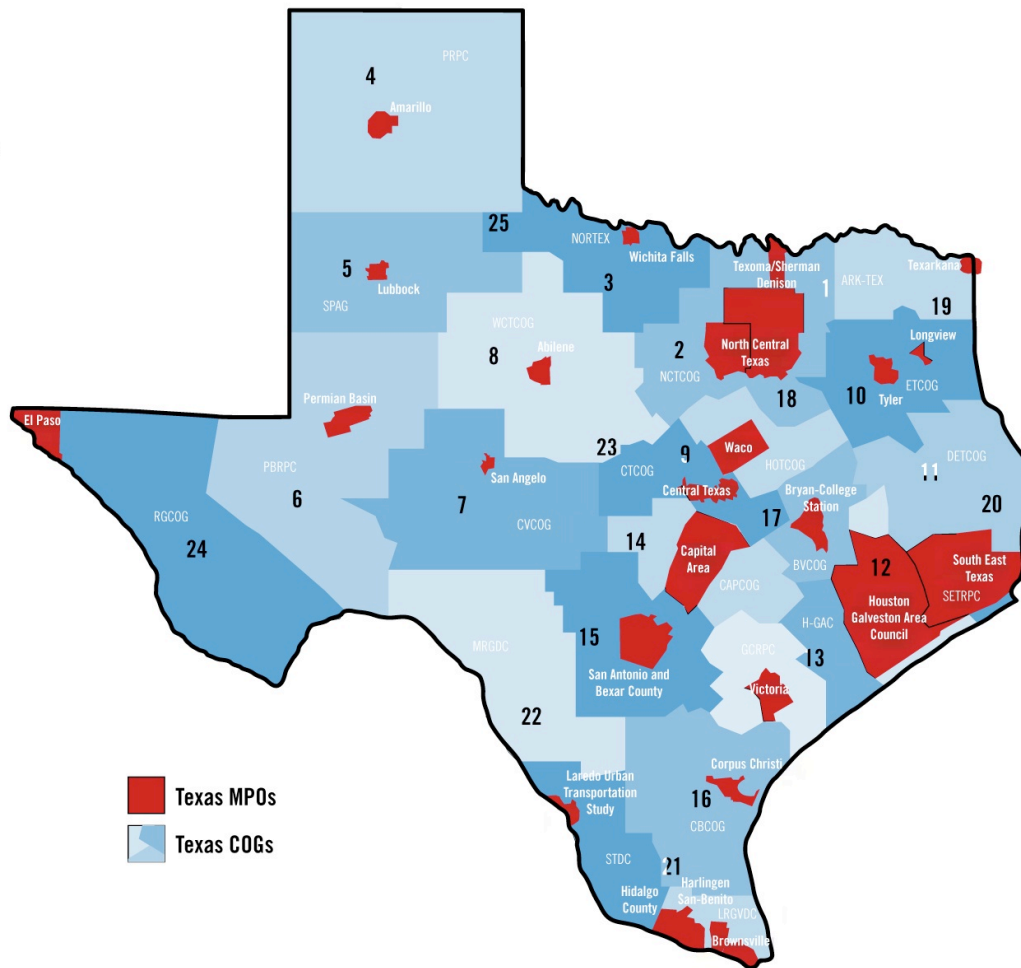 PRPC
4
Amarillo
25
NORTEX
Wichita Falls
3
5
Lubbock
SPAG
Texoma/Sherman
Denison
1
ARK-TEX
Texarkana
19
WCTCOG
8
Abilene
2
North Central
Texas
NCTCOG
Longview
10
ETCOG
Tyler
18
El Paso
Permian Basin
23
9
Waco
HOTCOG
DETCOG
11
PBRPC
6
San Angelo
7
CVCOG
CTCOG
Central Texas
Bryan-College
Station
17
20
RGCOG
24
14
Capital
Area
CAPCOG
BVCOG
12
South East
Texas
SETRPC
Houston
Galveston Area
Council
H-GAC
MRGDC
15
San Antonio and
Bexar County
GCRPC
13
Victoria
22
Laredo Urban
Transportation
Study
Corpus Christi
16
CBCOG
STDC
21
Hidalgo
County
Harlingen
San-Benito
LRGVDC
Brownsville
Texas MPOs
Texas COGs